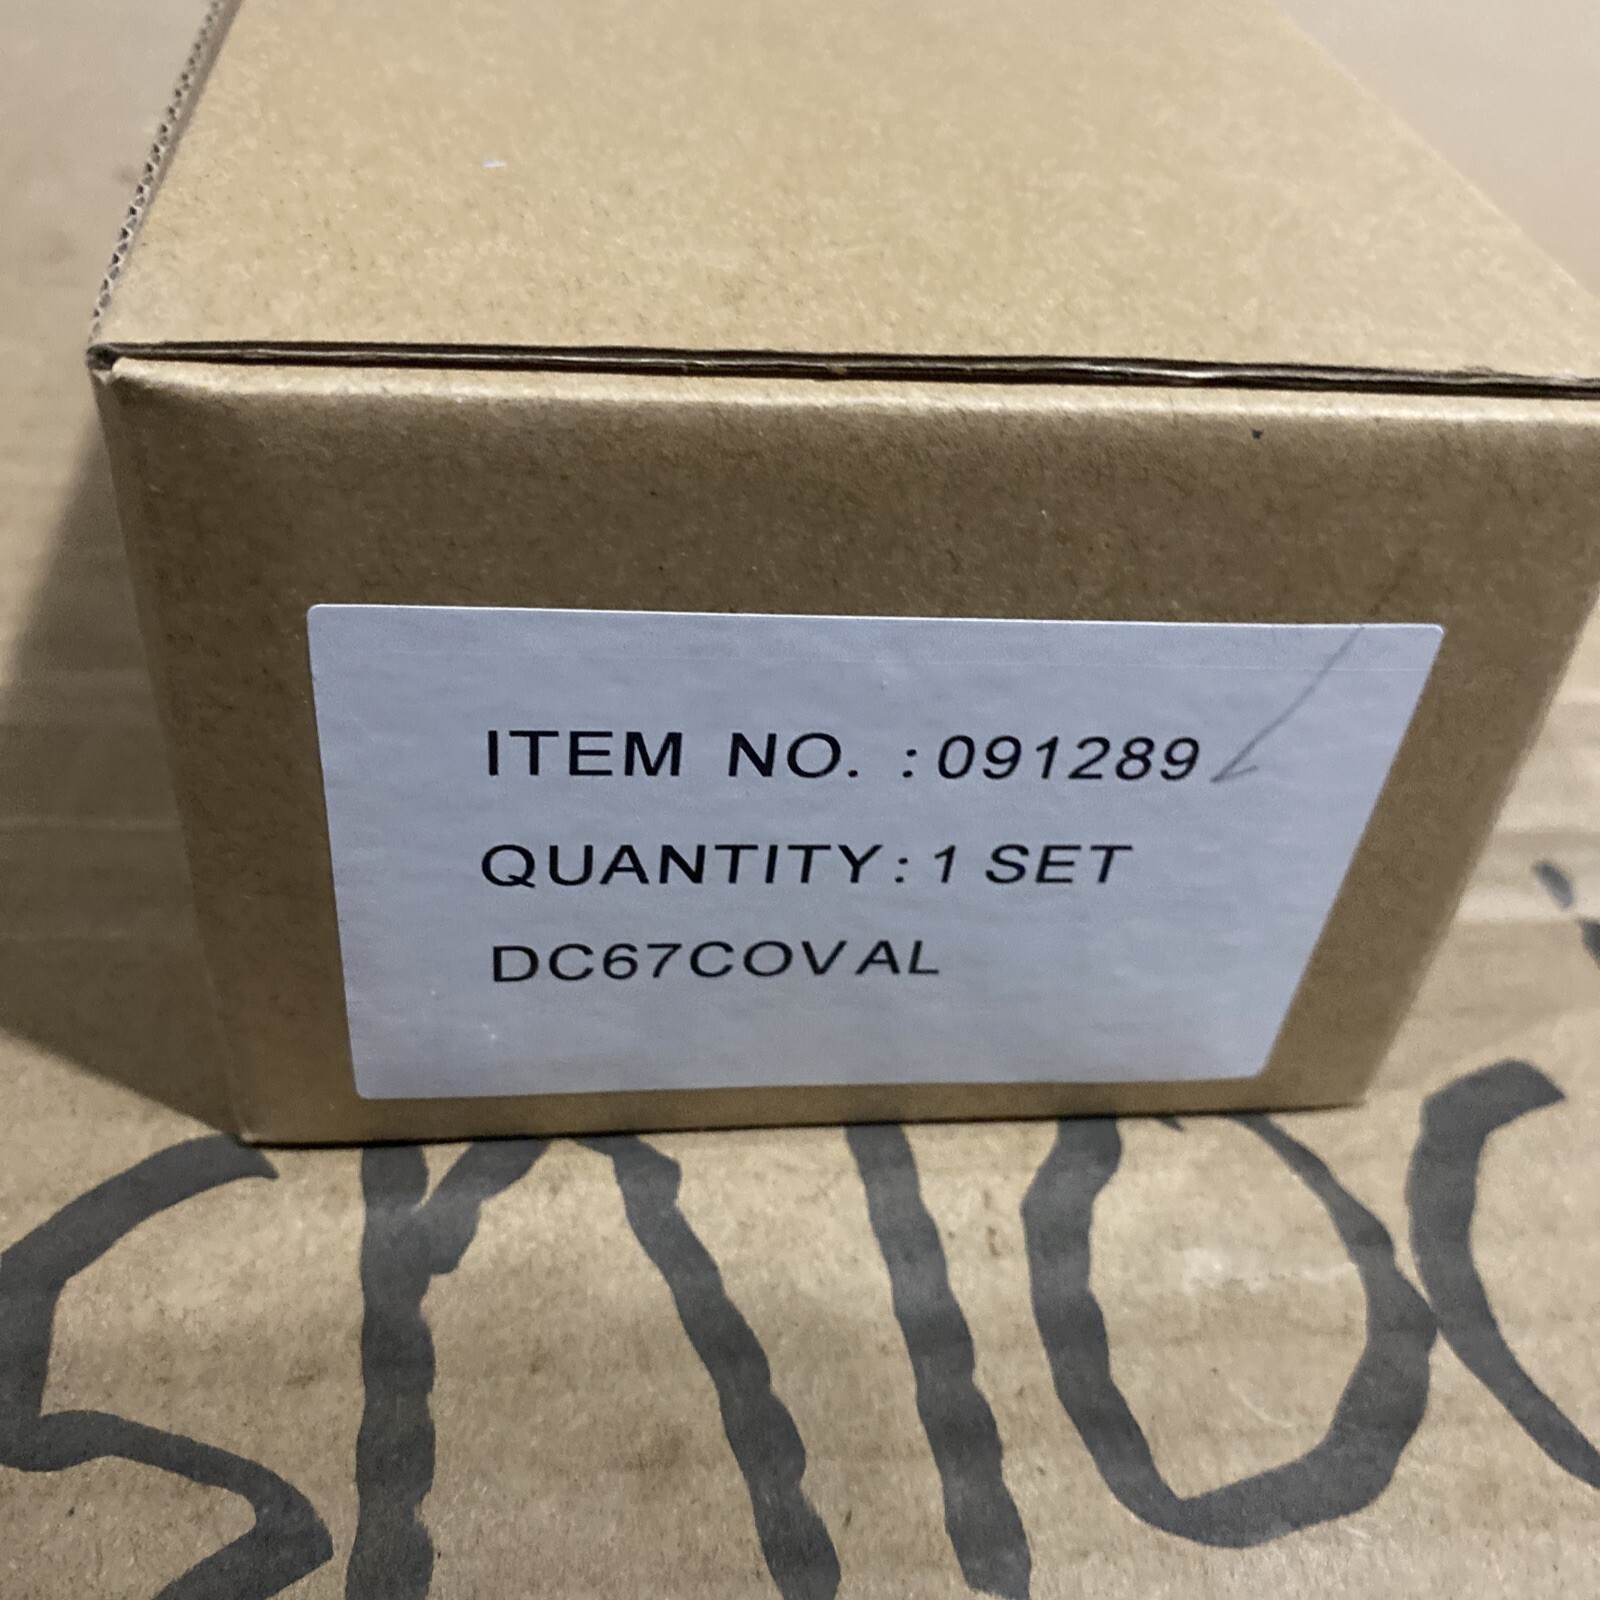 ITEM NO. :091289
QUANTITY: 1 SET
DC67COVAL